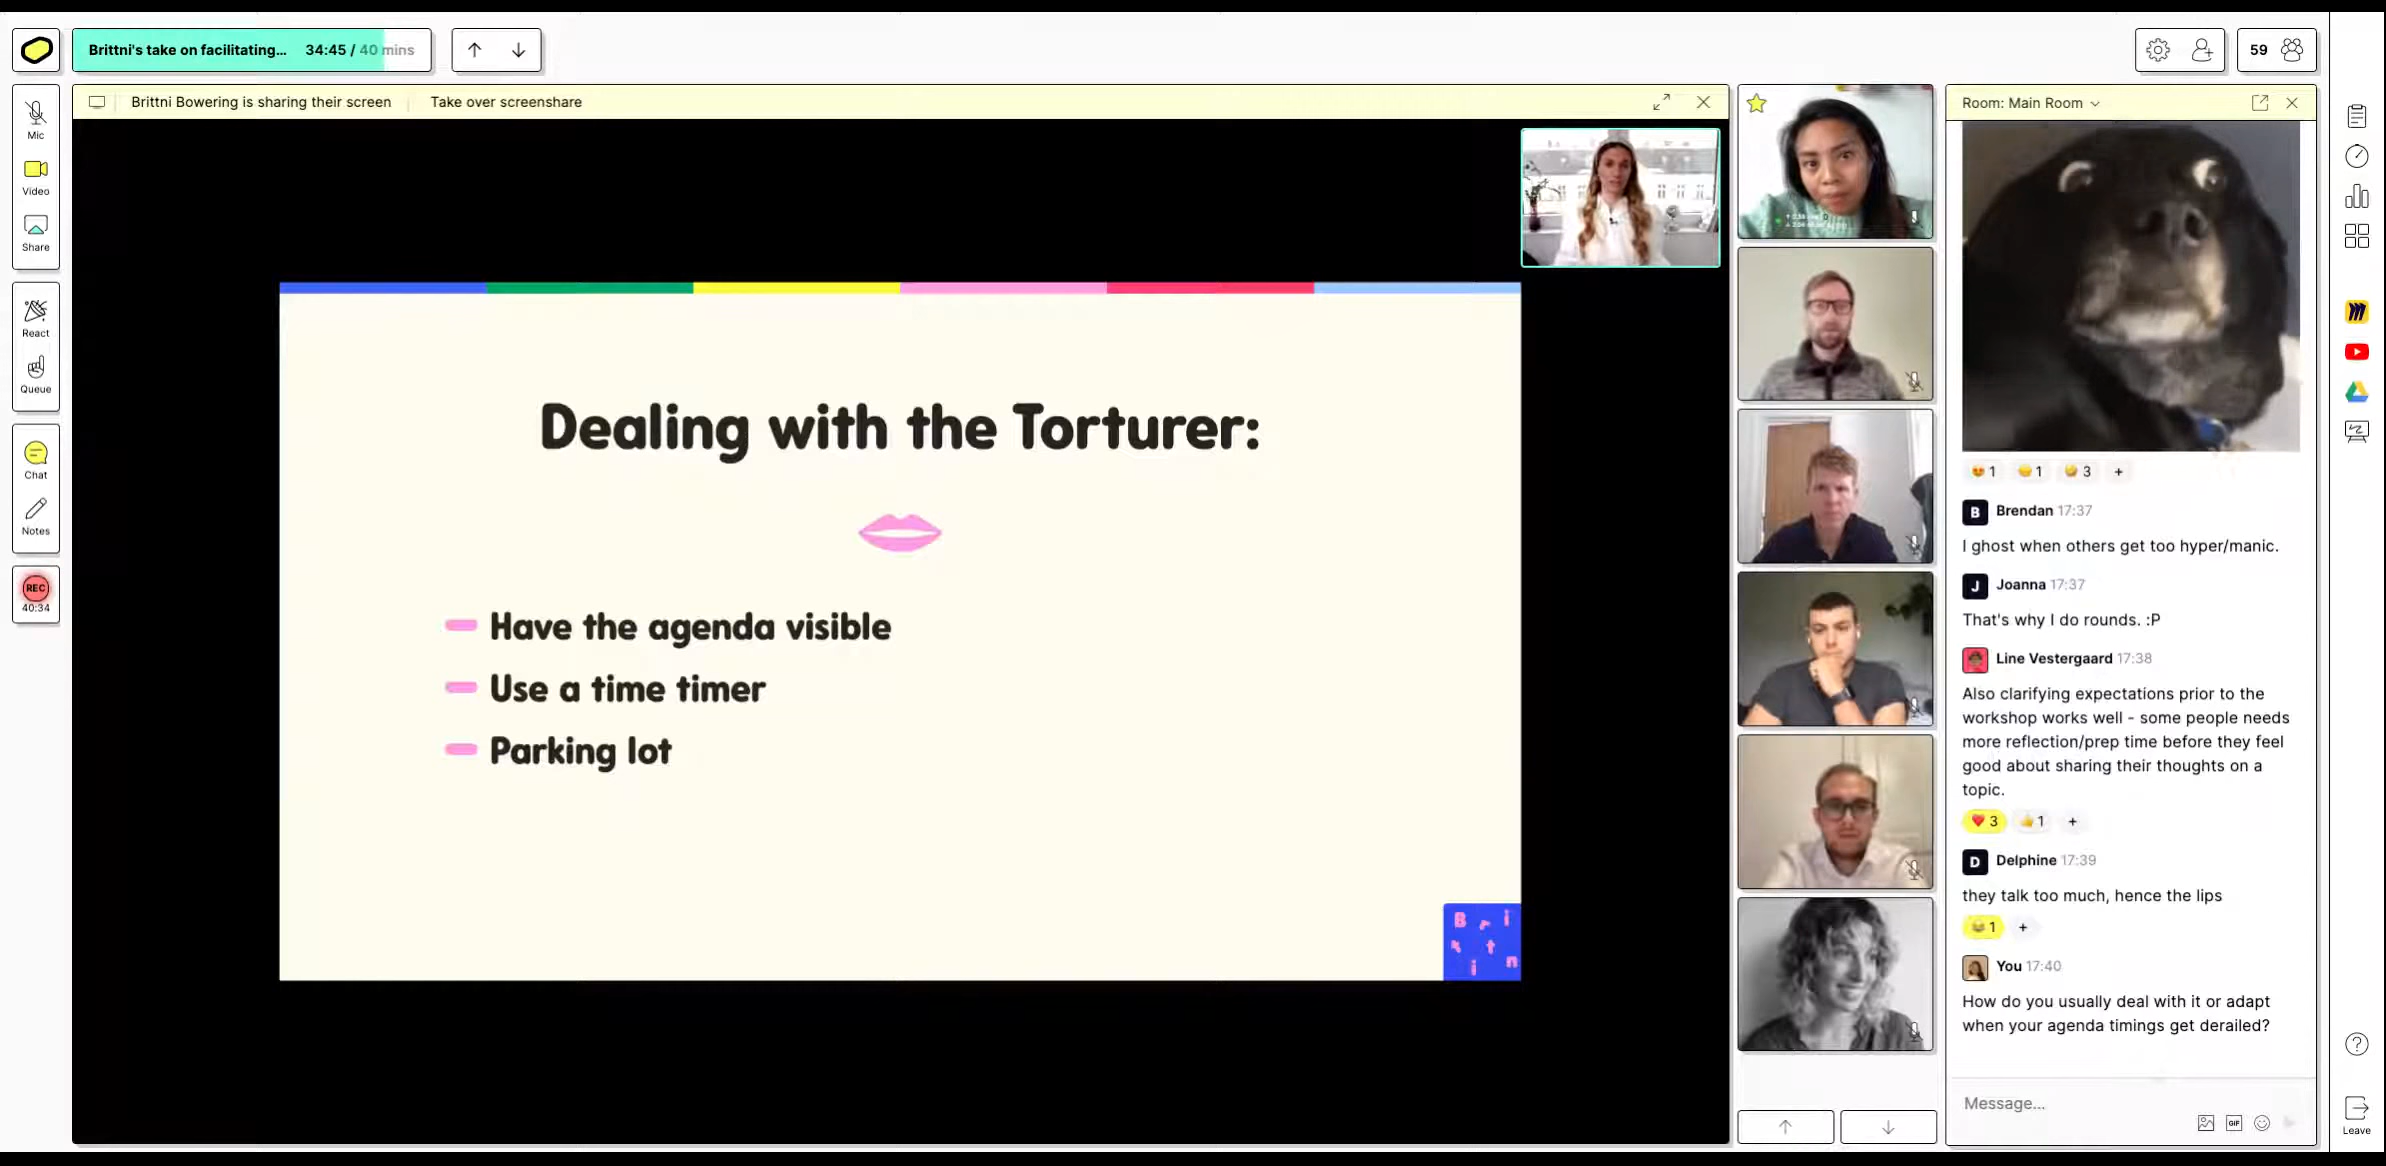 Brittni's take on facilitating... 34:45 / 40 mins
59
Mic
Video
Share
React
Queue
Chat
Notes
REC
40:34
Brittni Bowering is sharing their screen
Take over screenshare
Dealing with the Torturer:
Have the agenda visible
Use a time timer
Parking lot
B r i
t t
i n
Room: Main Room
1 1 3 +
B Brendan 17:37
I ghost when others get too hyper/manic.
J Joanna 17:37
That's why I do rounds. :P
Line Vestergaard 17:38
Also clarifying expectations prior to the
workshop works well - some people needs
more reflection/prep time before they feel
good about sharing their thoughts on a
topic.
3 1 +
D Delphine 17:39
they talk too much, hence the lips
1 +
You 17:40
How do you usually deal with it or adapt
when your agenda timings get derailed?
Message...
GIF
Leave